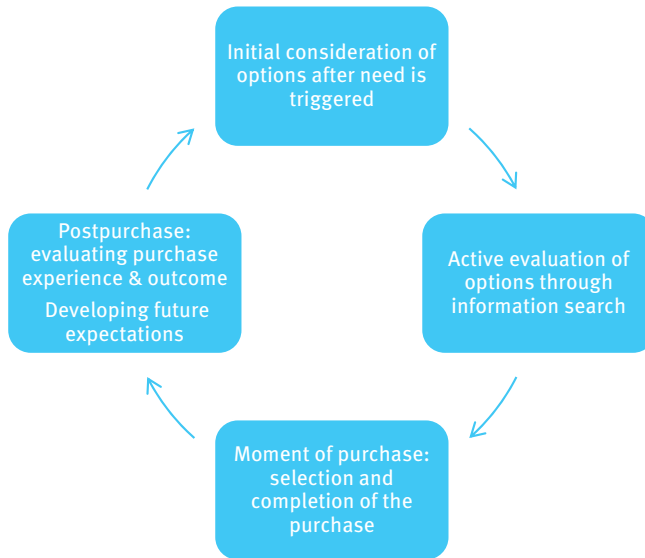 Initial consideration of
options after need is
triggered
Active evaluation of
options through
information search
Moment of purchase:
selection and
completion of the
purchase
Postpurchase:
evaluating purchase
experience & outcome
Developing future
expectations